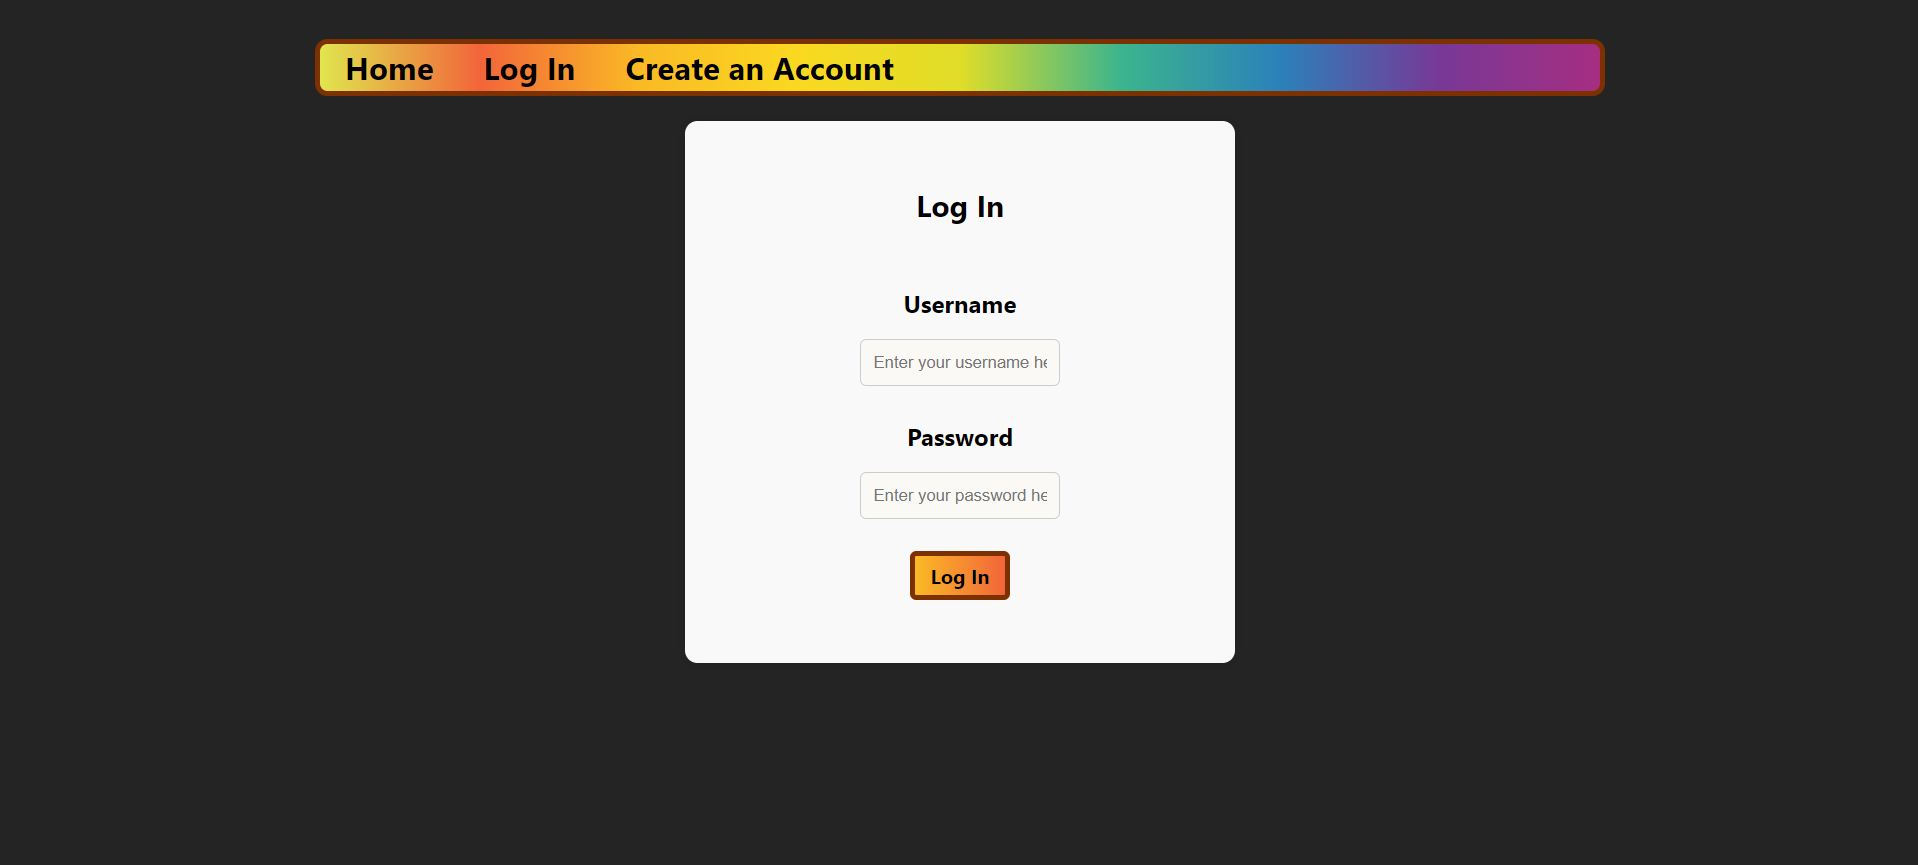 Home Log In Create an Account
Log In
Username
Enter your username he
Password
Enter your password he
Log In